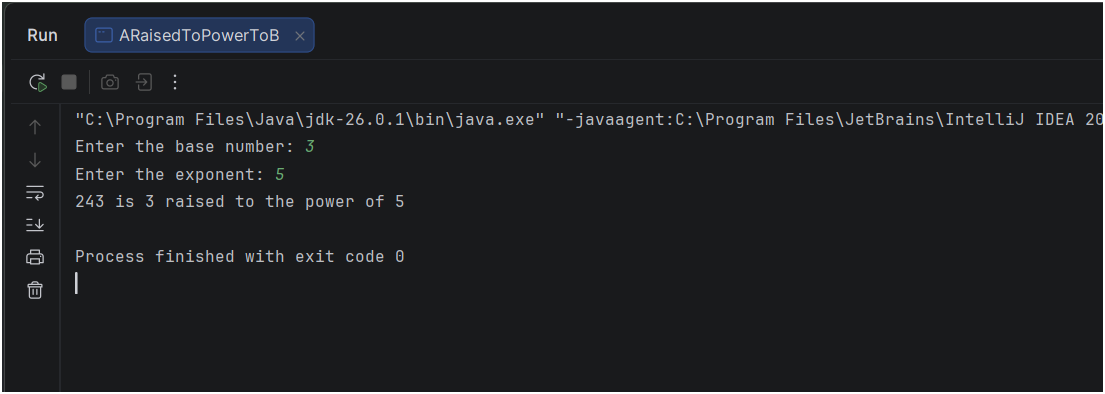 Run ARaisedToPowerToB
"C:\Program Files\Java\jdk-26.0.1\bin\java.exe" "-javaagent:C:\Program Files\JetBrains\IntelliJ IDEA 20
Enter the base number: 3
Enter the exponent: 5
243 is 3 raised to the power of 5
Process finished with exit code 0